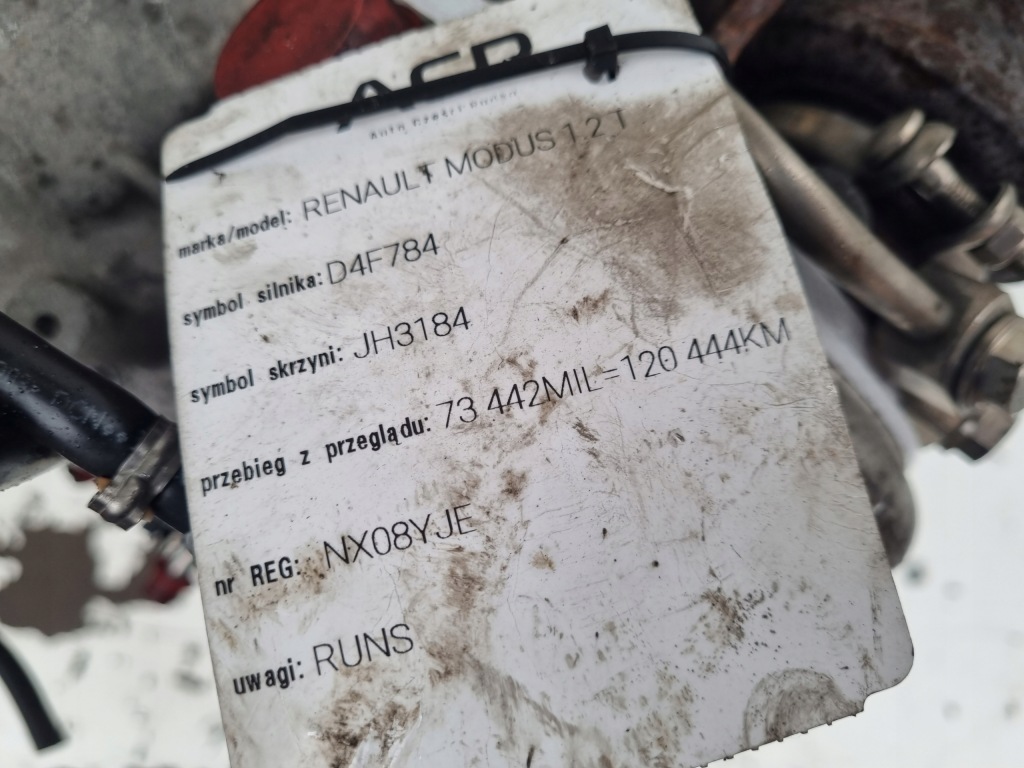 marka/model: RENAULT MODUS 1.2 T
symbol silnika: D4F784
symbol skrzyni: JH3184
przebieg z przeglądu: 73 442MIL=120 444KM
nr REG: NX08YJE
uwagi: RUNS